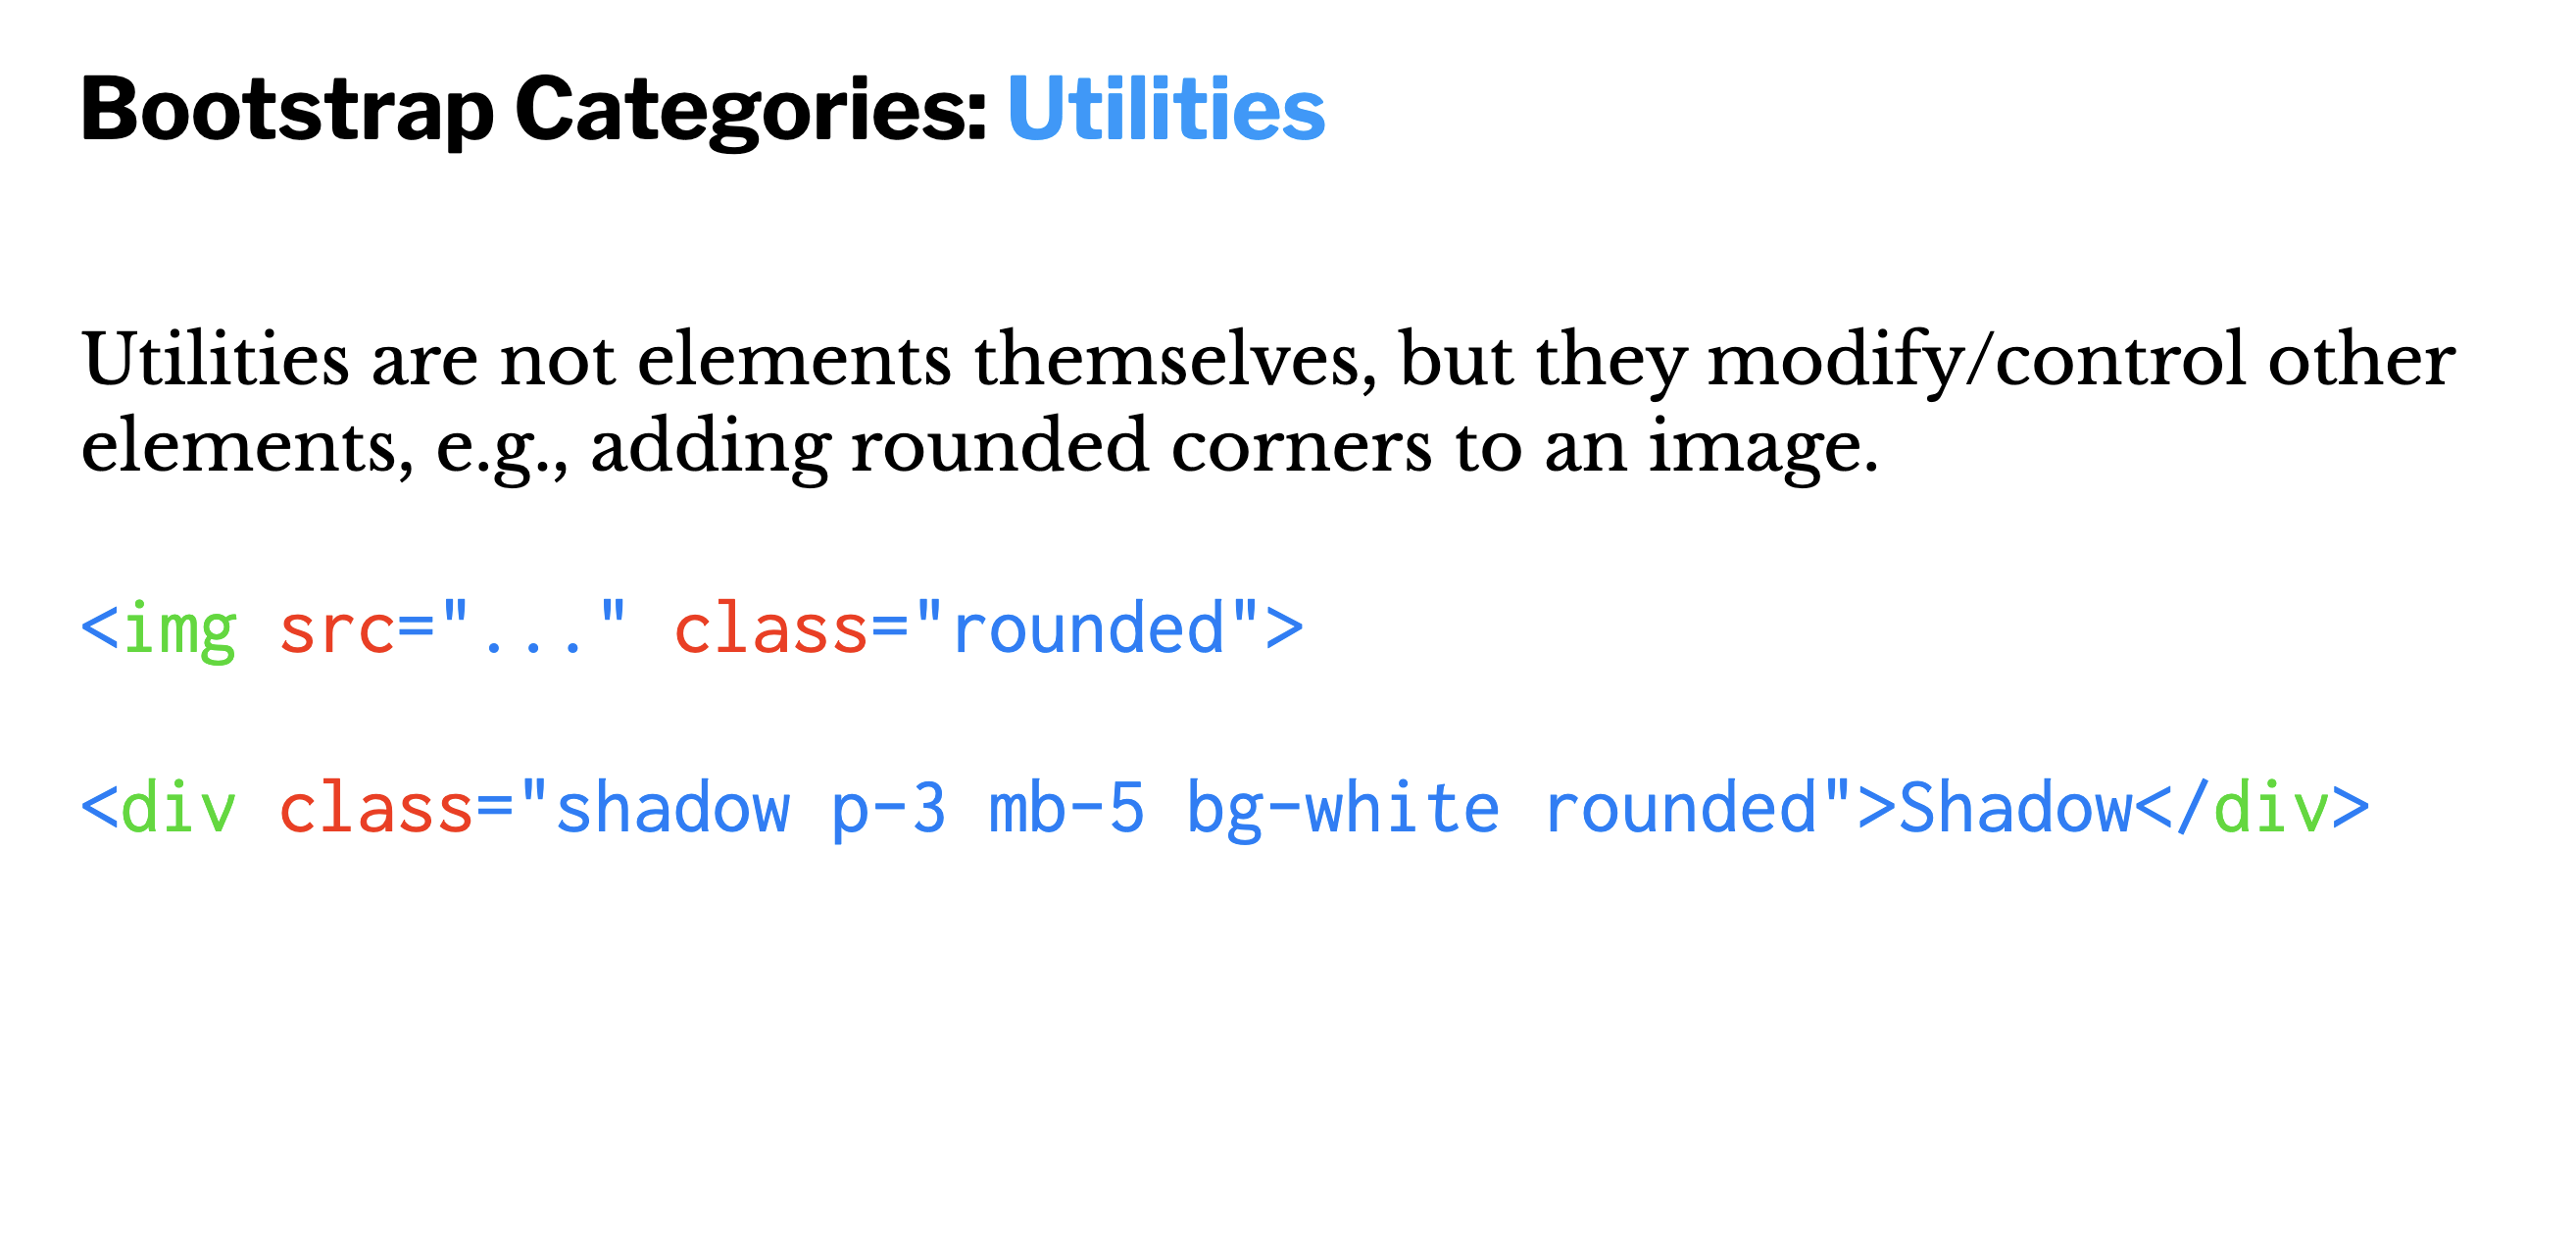 Bootstrap Categories: Utilities
Utilities are not elements themselves, but they modify/control other
elements, e.g., adding rounded corners to an image.
<img src="..." class="rounded">
<div class="shadow p-3 mb-5 bg-white rounded">Shadow</div>